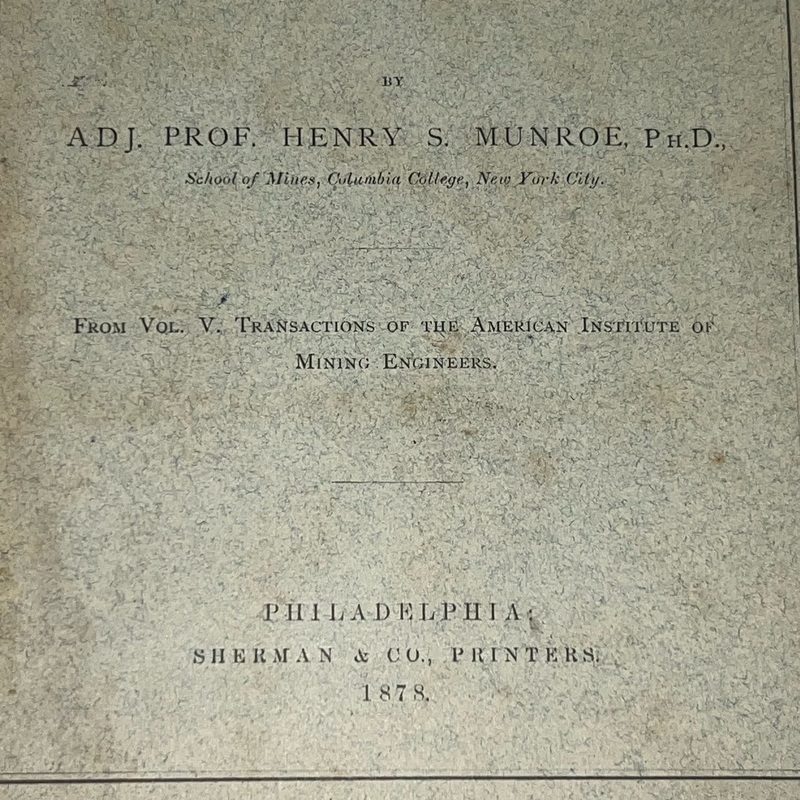 BY
ADJ. PROF. HENRY S. MUNROE, PH.D.,
School of Mines, Columbia College, New York City.
FROM VOL. V. TRANSACTIONS OF THE AMERICAN INSTITUTE OF
MINING ENGINEERS.
PHILADELPHIA:
SHERMAN & CO., PRINTERS.
1878.